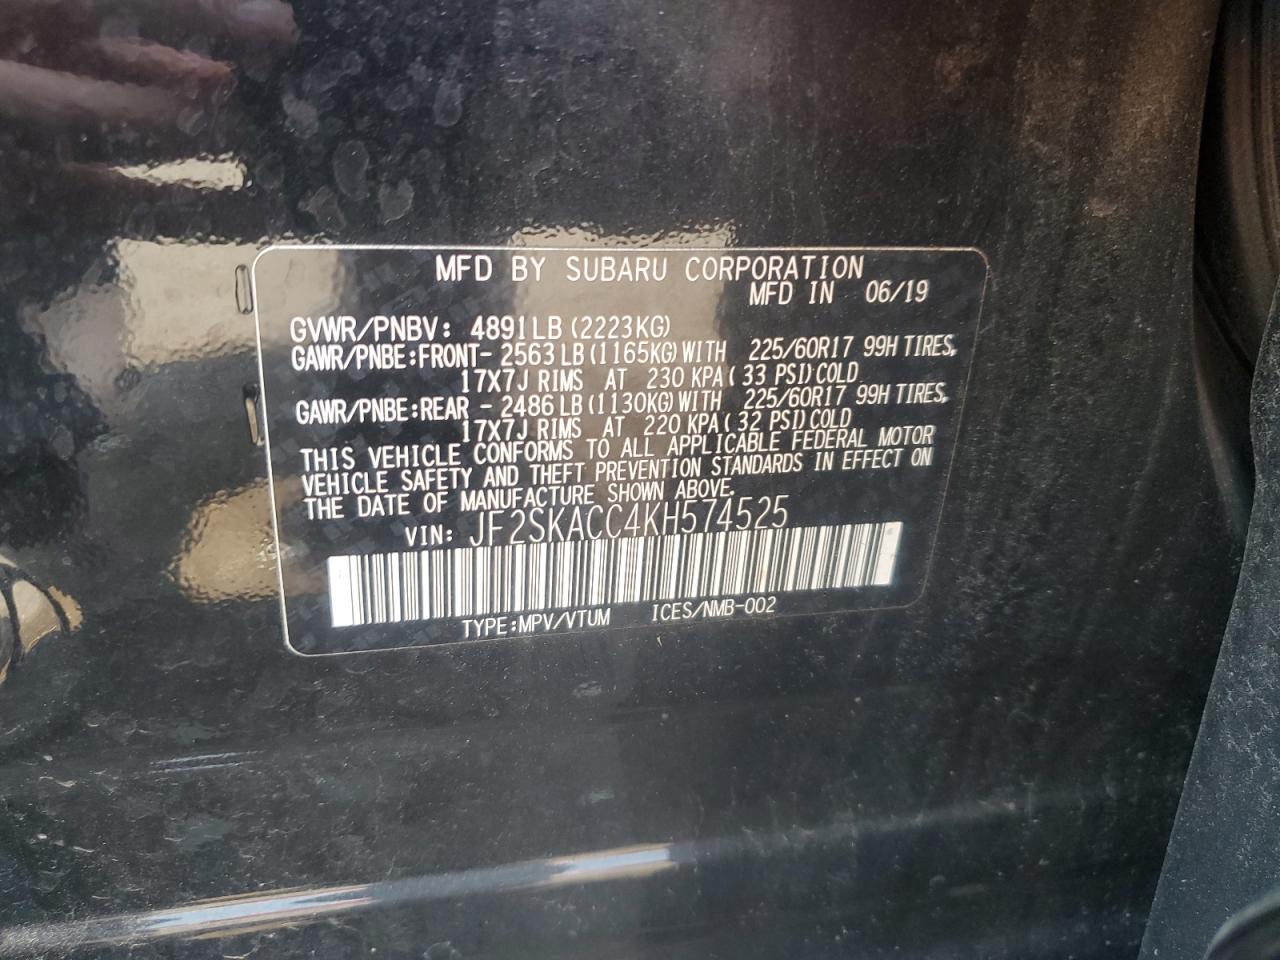 MFD BY SUBARU CORPORATION
MFD IN 06/19
GVWR/PNBV: 4891LB (2223KG)
GAWR/PNBE:FRONT- 2563 LB (1165KG) WITH 225/60R17 99H TIRES,
17X7J RIMS AT 230 KPA ( 33 PSI) COLD
GAWR/PNBE:REAR - 2486 LB (1130KG) WITH 225/60R17 99H TIRES,
17X7J RIMS AT 220 KPA ( 32 PSI) COLD
THIS VEHICLE CONFORMS TO ALL APPLICABLE FEDERAL MOTOR
VEHICLE SAFETY AND THEFT PREVENTION STANDARDS IN EFFECT ON
THE DATE OF MANUFACTURE SHOWN ABOVE.
VIN: JF2SKACC4KH574525
TYPE:MPV/VTUM ICES/NMB-002